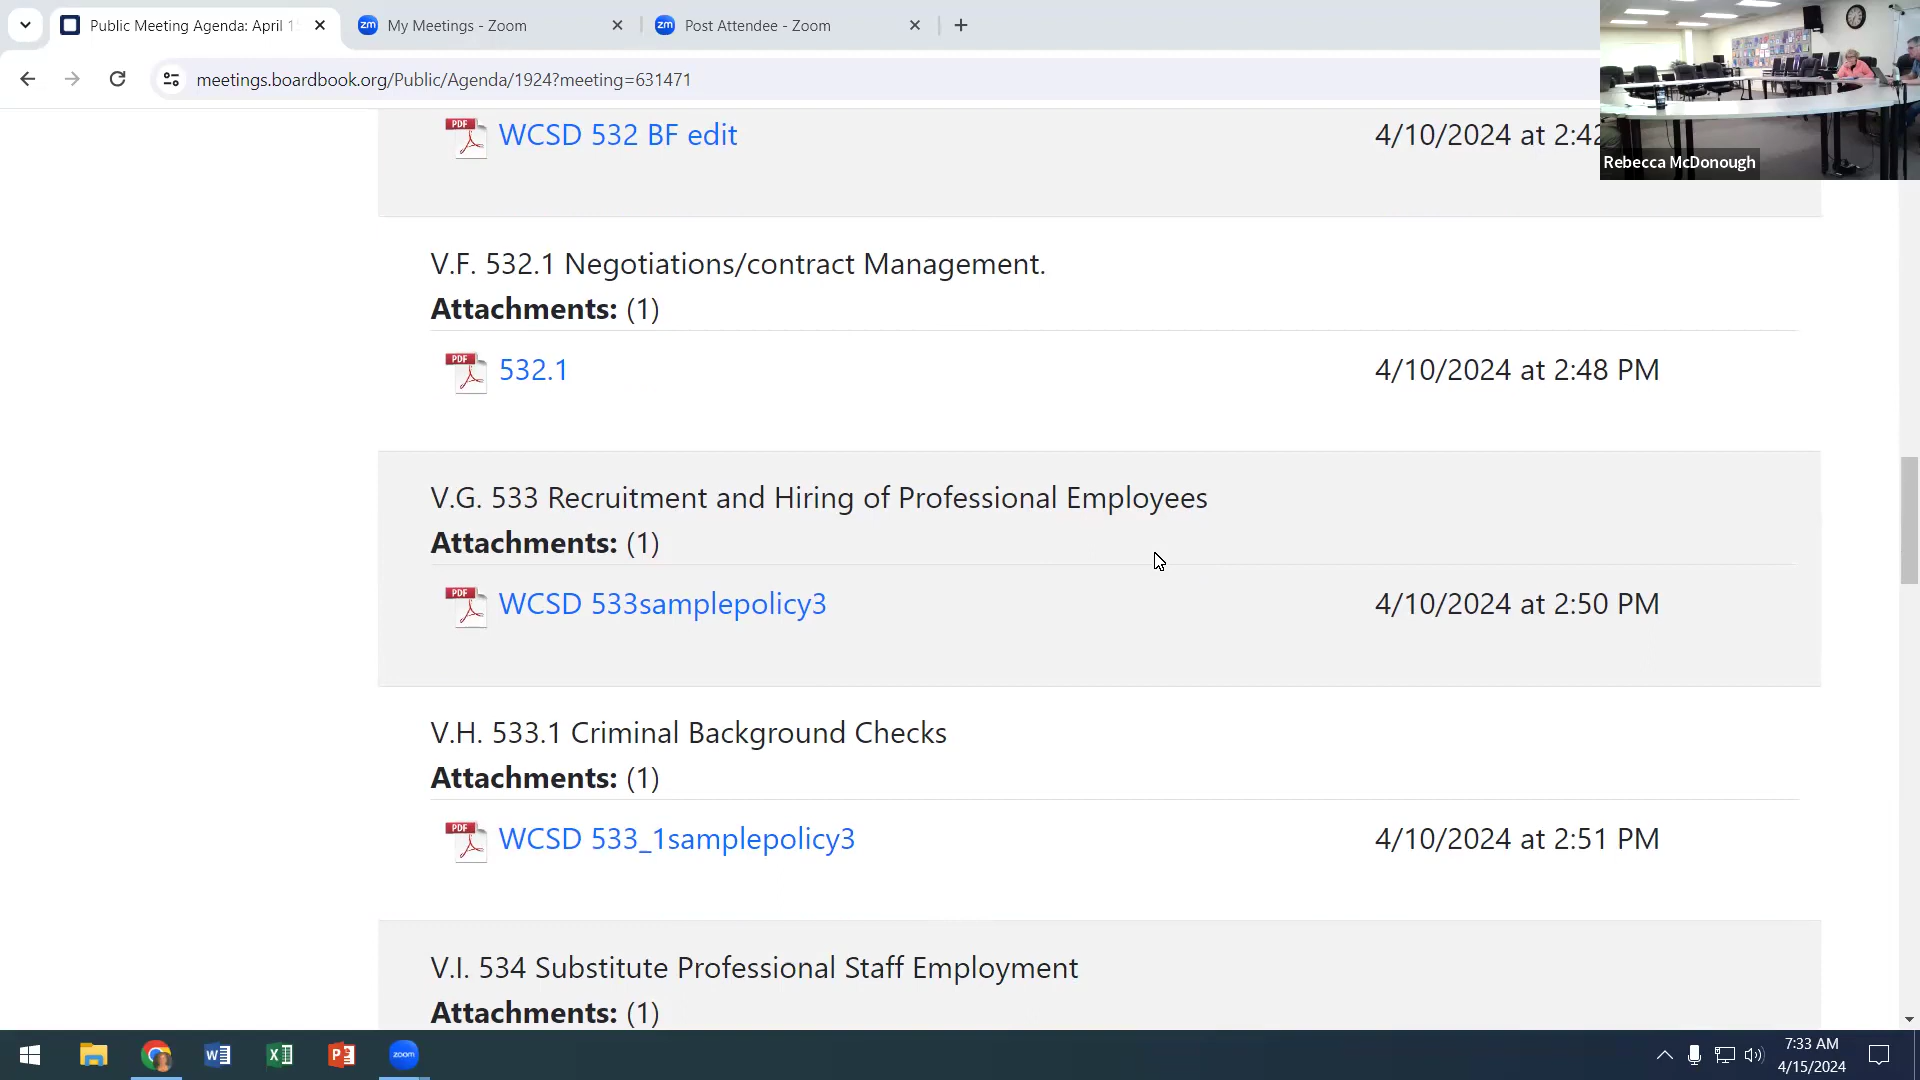 Public Meeting Agenda: April 1
My Meetings - Zoom
Post Attendee - Zoom
meetings.boardbook.org/Public/Agenda/1924?meeting=631471
Rebecca McDonough
WCSD 532 BF edit
4/10/2024 at 2:42
V.F. 532.1 Negotiations/contract Management.
Attachments: (1)
532.1
4/10/2024 at 2:48 PM
V.G. 533 Recruitment and Hiring of Professional Employees
Attachments: (1)
WCSD 533samplepolicy3
4/10/2024 at 2:50 PM
V.H. 533.1 Criminal Background Checks
Attachments: (1)
WCSD 533_1samplepolicy3
4/10/2024 at 2:51 PM
V.I. 534 Substitute Professional Staff Employment
Attachments: (1)
7:33 AM
4/15/2024